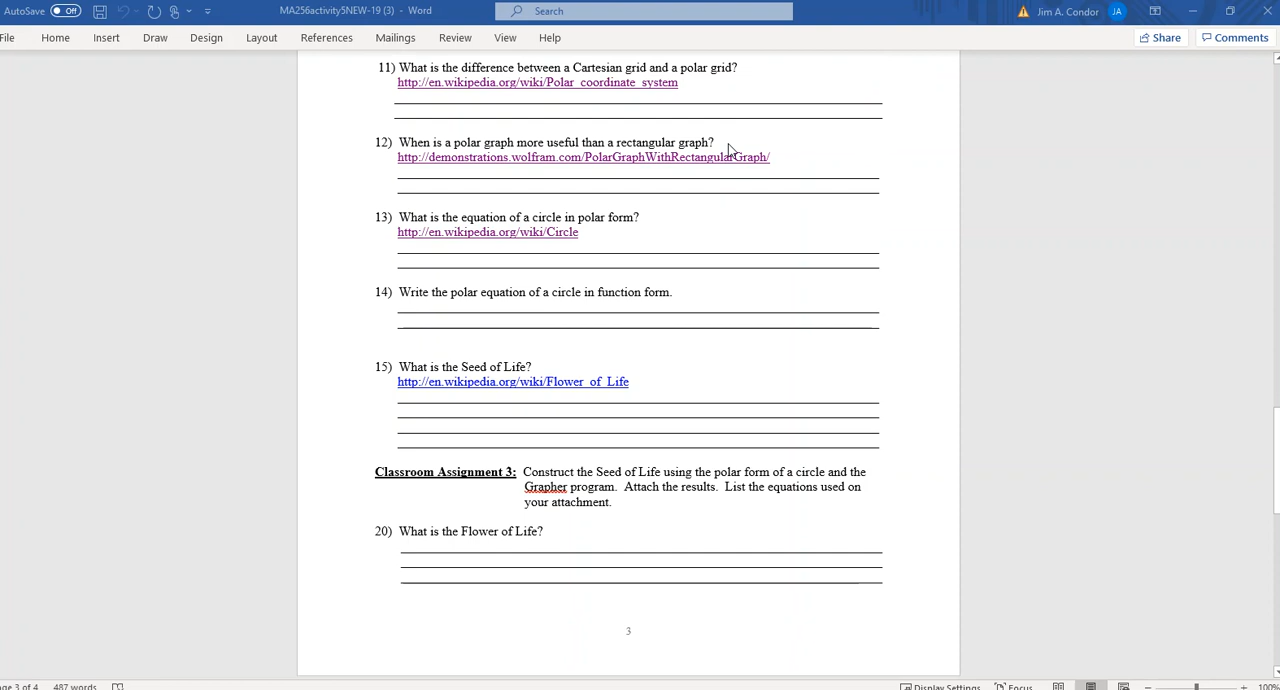 AutoSave Off MA256activity5NEW-19 (3) - Word Search Jim A. Condor JA
File Home Insert Draw Design Layout References Mailings Review View Help Share Comments
11) What is the difference between a Cartesian grid and a polar grid?
http://en.wikipedia.org/wiki/Polar_coordinate_system
12) When is a polar graph more useful than a rectangular graph?
http://demonstrations.wolfram.com/PolarGraphWithRectangularGraph/
13) What is the equation of a circle in polar form?
http://en.wikipedia.org/wiki/Circle
14) Write the polar equation of a circle in function form.
15) What is the Seed of Life?
http://en.wikipedia.org/wiki/Flower_of_Life
Classroom Assignment 3: Construct the Seed of Life using the polar form of a circle and the
Grapher program. Attach the results. List the equations used on
your attachment.
20) What is the Flower of Life?
3
ge 3 of 4 487 words Display Settings Focus 100%